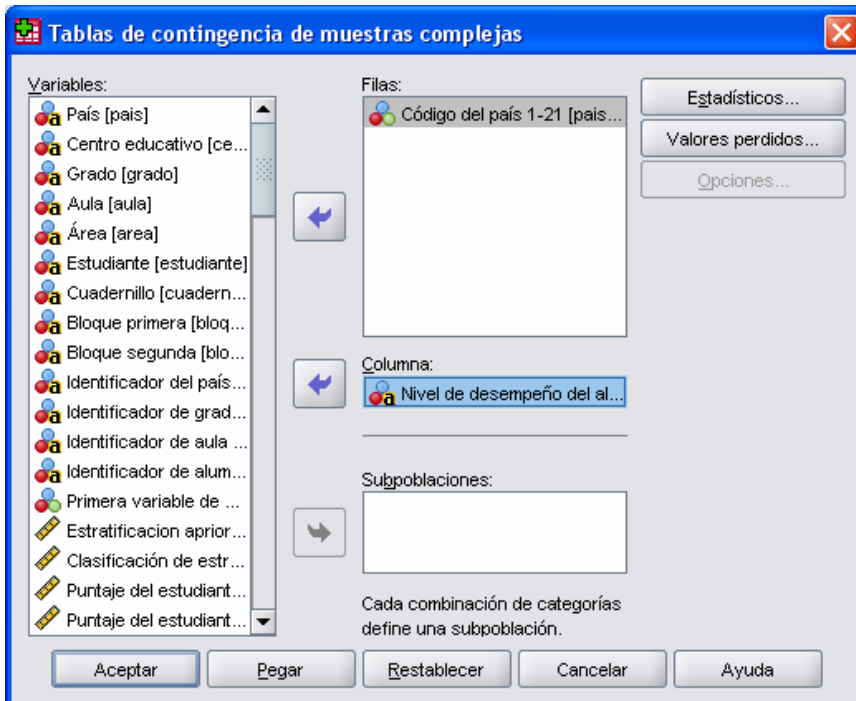 Tablas de contingencia de muestras complejas
Variables:
País [pais]
Centro educativo [ce...
Grado [grado]
Aula [aula]
Área [area]
Estudiante [estudiante]
Cuadernillo [cuadern...
Bloque primera [bloq...
Bloque segunda [blo...
Identificador del país...
Identificador de grad...
Identificador de aula ...
Identificador de alum...
Primera variable de ...
Estratificacion aprior...
Clasificación de estr...
Puntaje del estudiant...
Puntaje del estudiant...
Filas:
Código del país 1-21 [pais...
Columna:
Nivel de desempeño del al...
Subpoblaciones:
Cada combinación de categorías
define una subpoblación.
Estadísticos...
Valores perdidos...
Opciones...
Aceptar
Pegar
Restablecer
Cancelar
Ayuda